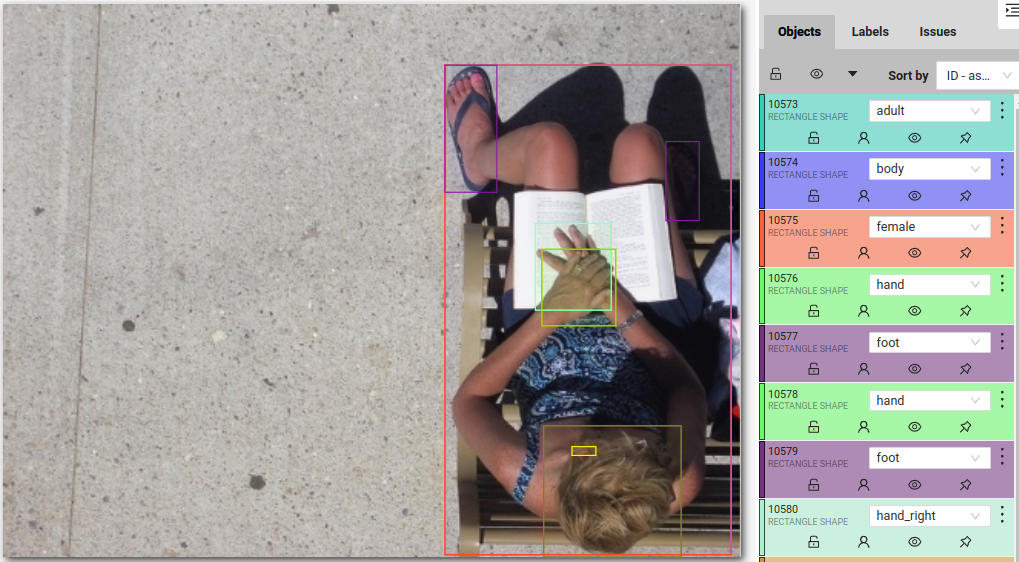 Objects
Labels
Issues
Sort by
ID - as...
10573
RECTANGLE SHAPE
adult
10574
RECTANGLE SHAPE
body
10575
RECTANGLE SHAPE
female
10576
RECTANGLE SHAPE
hand
10577
RECTANGLE SHAPE
foot
10578
RECTANGLE SHAPE
hand
10579
RECTANGLE SHAPE
foot
10580
RECTANGLE SHAPE
hand_right